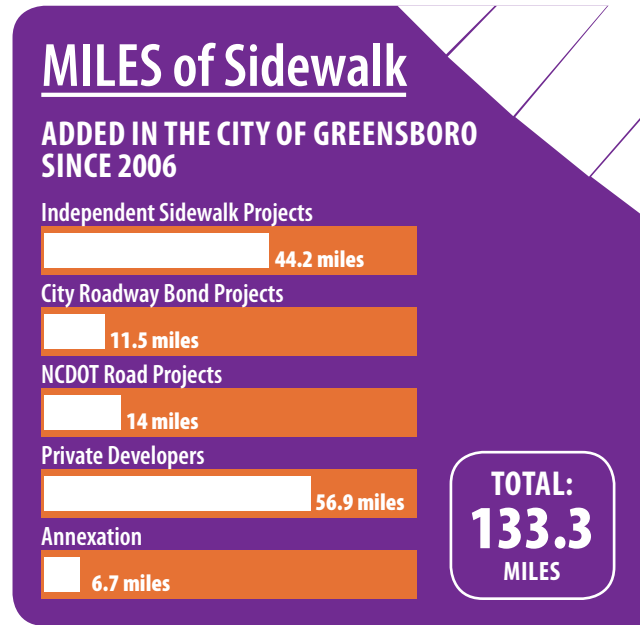 MILES of Sidewalk
ADDED IN THE CITY OF GREENSBORO
SINCE 2006
Independent Sidewalk Projects
44.2 miles
City Roadway Bond Projects
11.5 miles
NCDOT Road Projects
14 miles
Private Developers
56.9 miles
Annexation
6.7 miles
TOTAL:
133.3
MILES